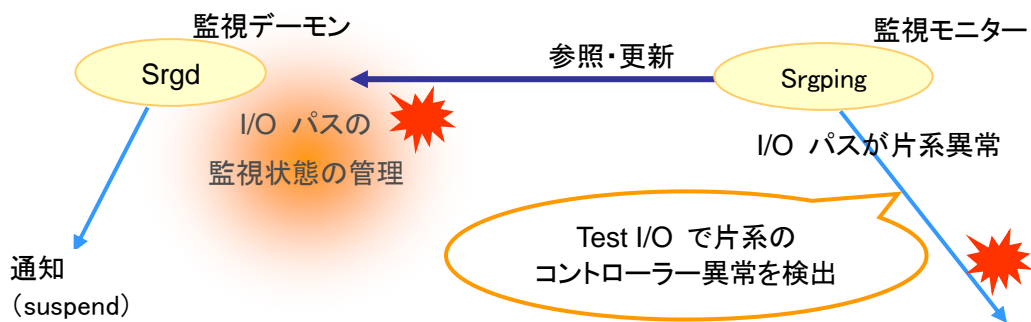 監視デーモン
Srgd
I/O パスの
監視状態の管理
通知
（suspend）
参照・更新
監視モニター
Srgping
I/O パスが片系異常
Test I/O で片系の
コントローラー異常を検出